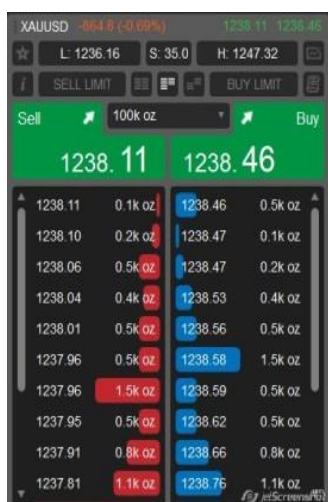 XAUUSD -864.8 (-0.69%) 1238.11 1238.46
L: 1236.16 S: 35.0 H: 1247.32
i SELL LIMIT BUY LIMIT
Sell 100k oz Buy
1238. 11 1238. 46
1238.11 0.1k oz 1238.46 0.5k oz
1238.10 0.2k oz 1238.47 0.1k oz
1238.06 0.5k oz 1238.47 0.2k oz
1238.04 0.4k oz 1238.53 0.4k oz
1238.01 0.5k oz 1238.56 0.5k oz
1237.96 0.5k oz 1238.58 1.5k oz
1237.96 1.5k oz 1238.59 0.5k oz
1237.95 0.5k oz 1238.62 0.5k oz
1237.91 0.8k oz 1238.66 0.8k oz
1237.81 1.1k oz 1238.76 1.1k oz